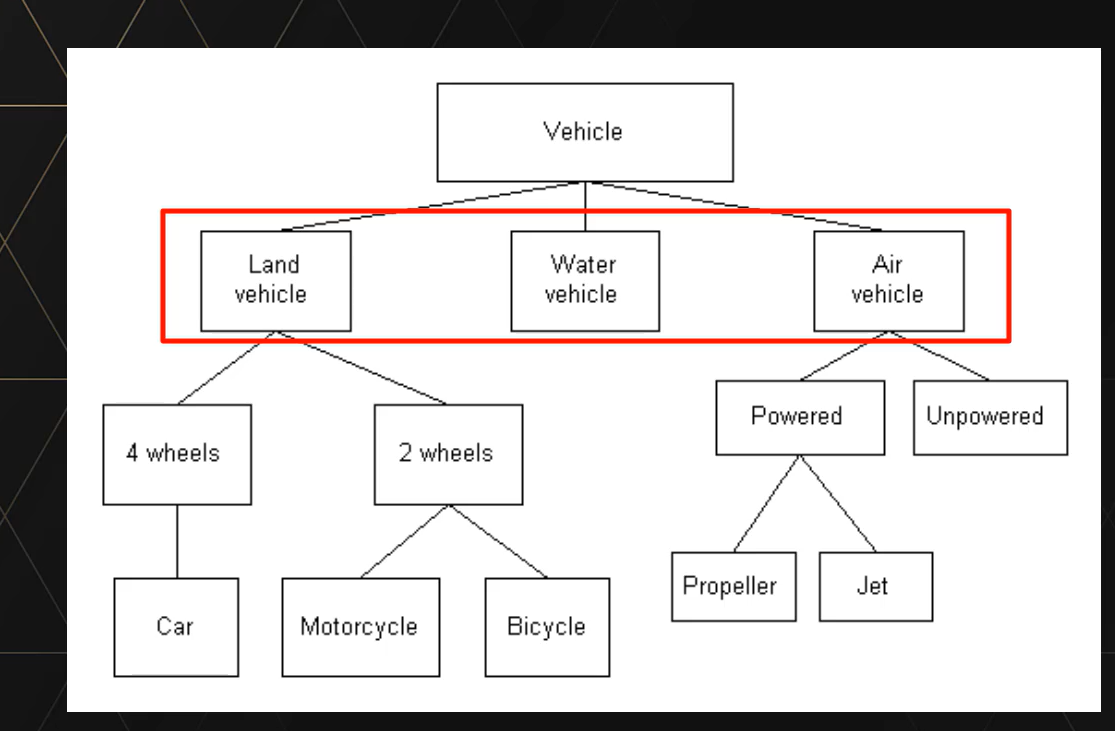 Vehicle
Land
vehicle
Water
vehicle
Air
vehicle
4 wheels
2 wheels
Powered
Unpowered
Car
Motorcycle
Bicycle
Propeller
Jet